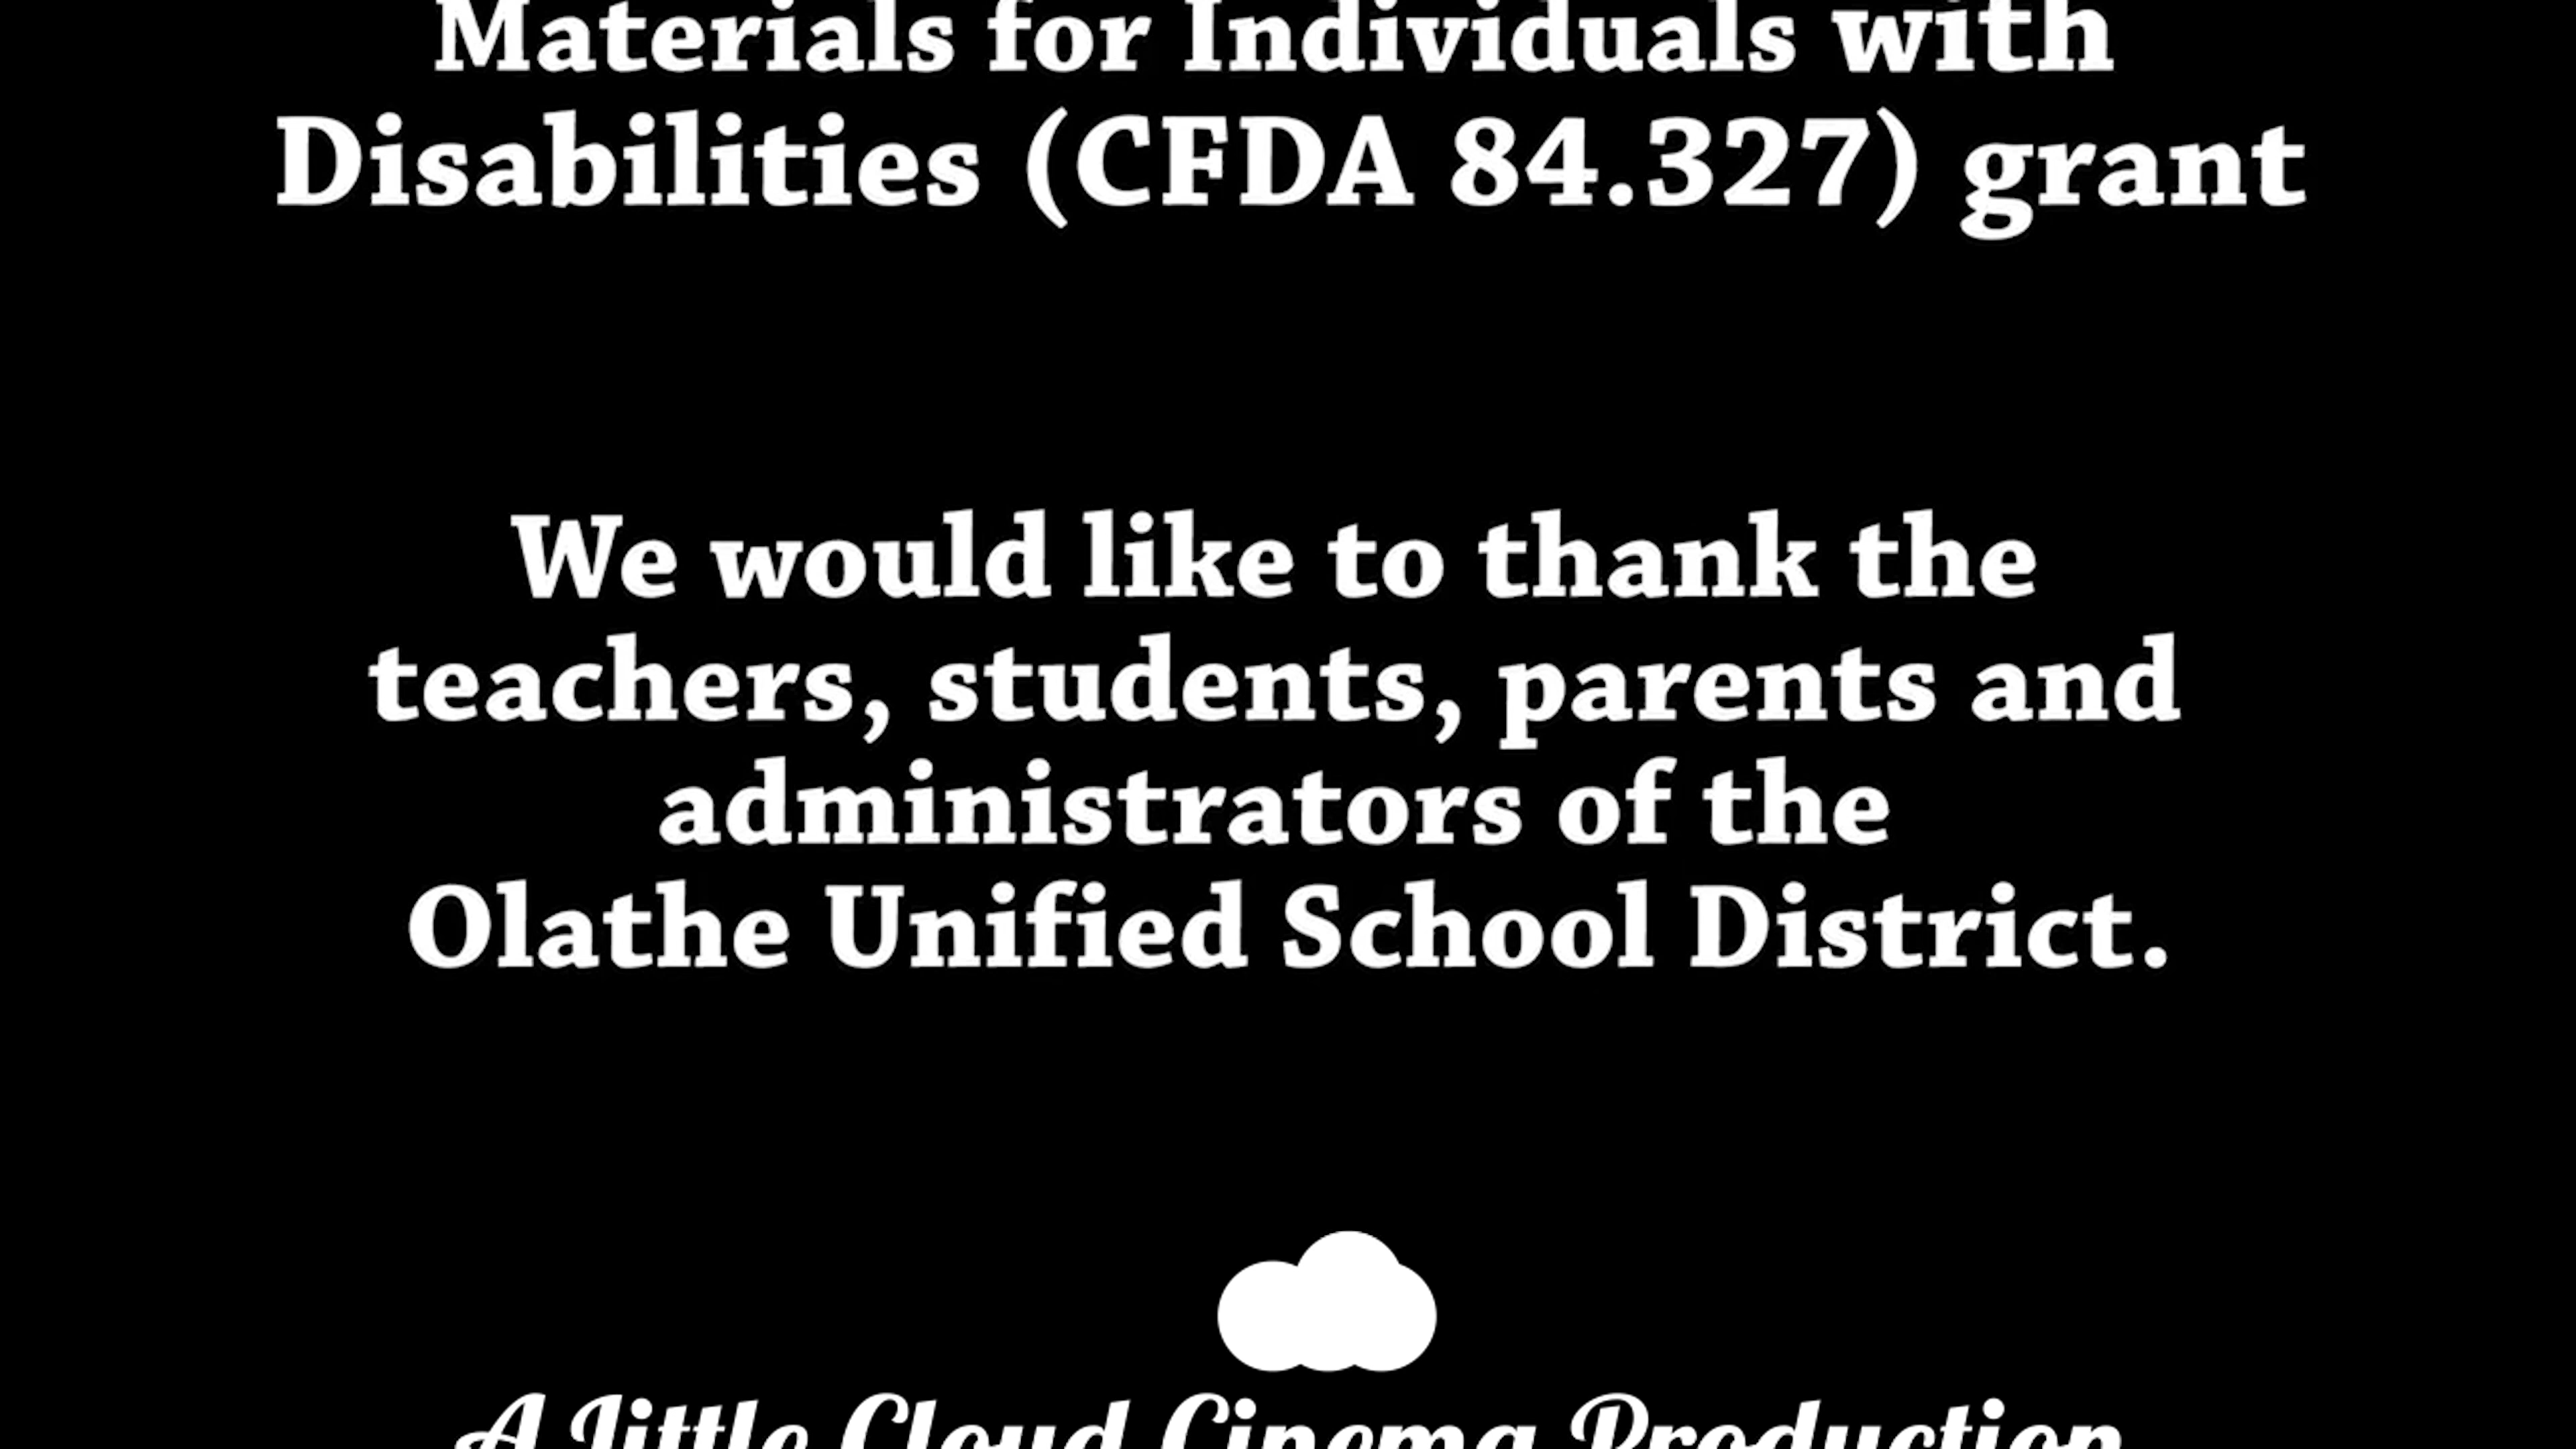 Materials for Individuals with
Disabilities (CFDA 84.327) grant
We would like to thank the
teachers, students, parents and
administrators of the
Olathe Unified School District.
A Little Cloud Cinema Production